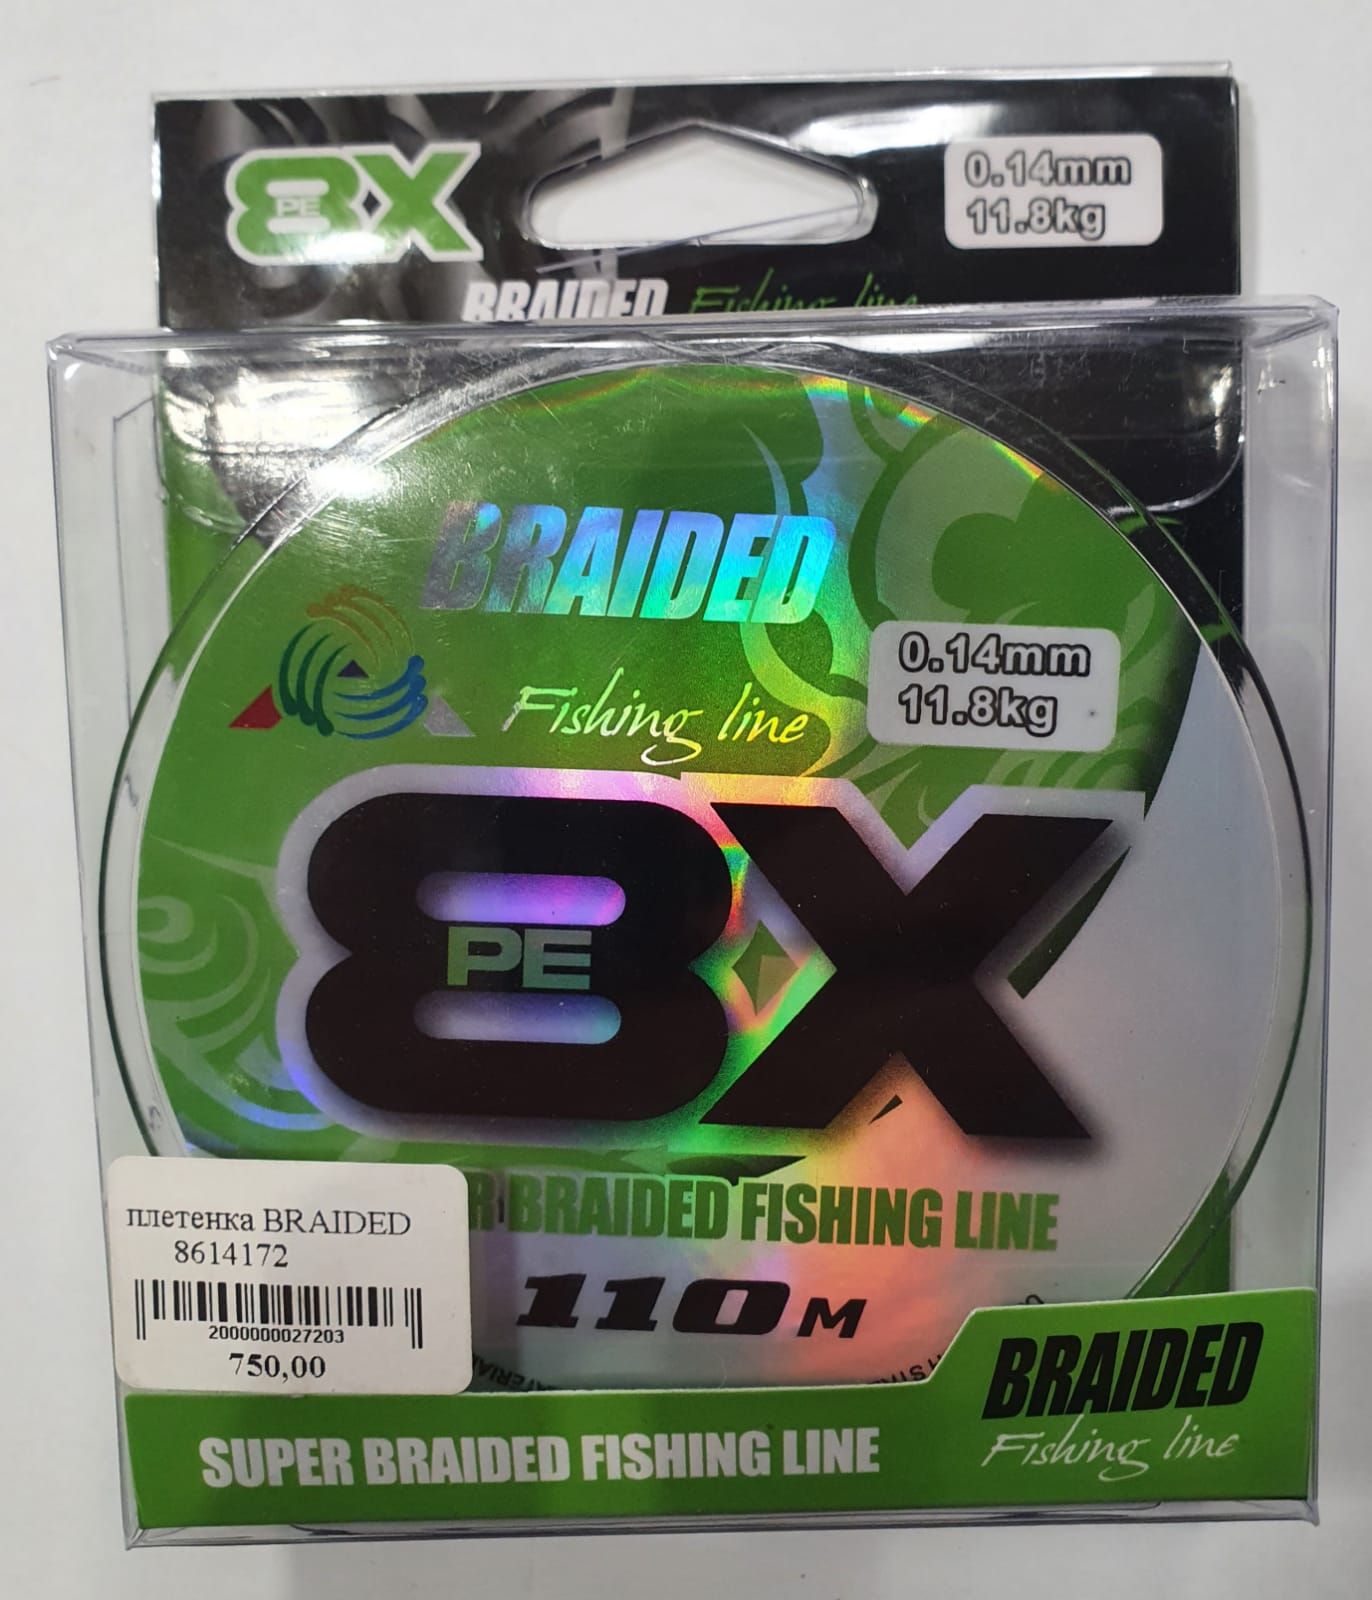 8X
PE
0.14mm
11.8kg
BRAIDED Fishing line
BRAIDED
Fishing line
0.14mm
11.8kg
8X
PE
BRAIDED FISHING LINE
110M
плетенка BRAIDED
8614172
2000000027203
750,00
BRAIDED
Fishing line
SUPER BRAIDED FISHING LINE